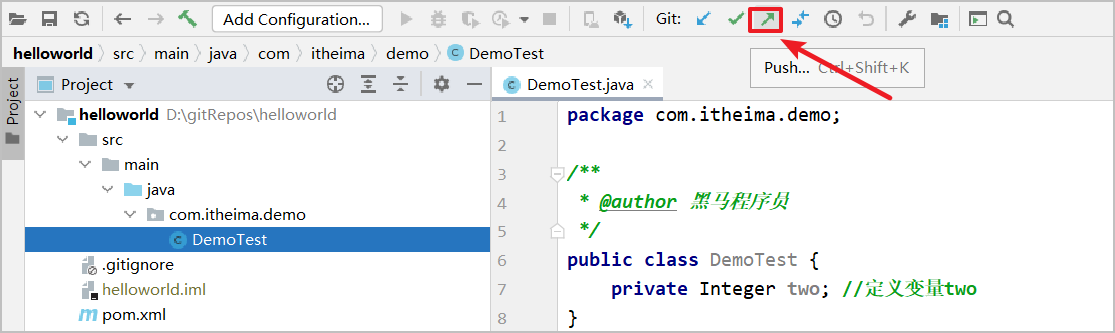 Add Configuration... Git:
helloworld src main java com itheima demo DemoTest
Push... Ctrl+Shift+K
Project
Project
DemoTest.java
helloworld D:\gitRepos\helloworld
src
main
java
com.itheima.demo
DemoTest
.gitignore
helloworld.iml
pom.xml
1 package com.itheima.demo;
2
3 /**
4 * @author 黑马程序员
5 */
6 public class DemoTest {
7 private Integer two; //定义变量two
8 }